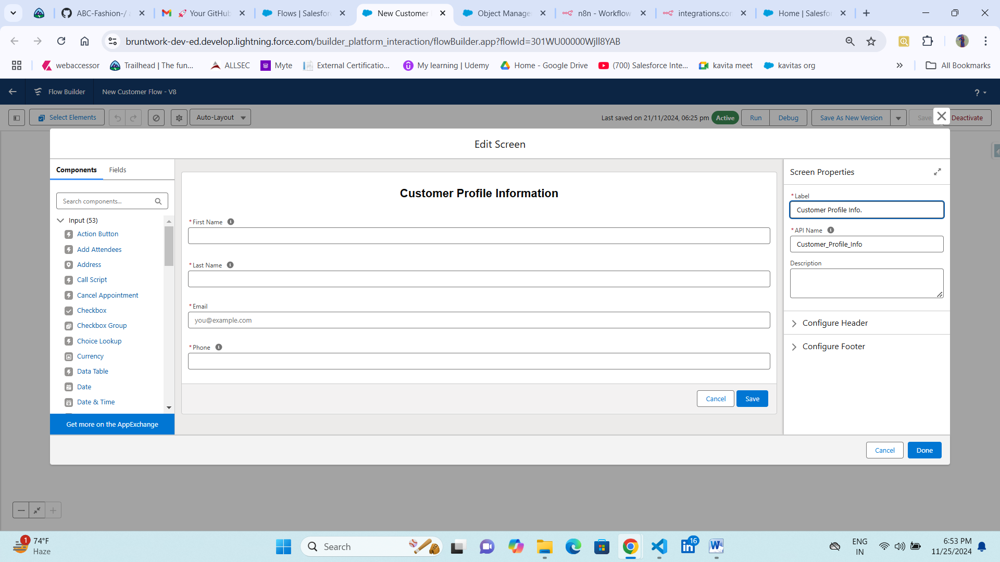 ABC-Fashion-/ a
🚀 Your GitHub
Flows | Salesfor
New Customer
Object Manage
n8n - Workflow
integrations.cor
Home | Salesfo
bruntwork-dev-ed.develop.lightning.force.com/builder_platform_interaction/flowBuilder.app?flowId=301WU00000Wjll8YAB
webaccessor
Trailhead | The fun...
ALLSEC
Myte
External Certificatio...
My learning | Udemy
Home - Google Drive
(700) Salesforce Inte...
kavita meet
kavitas org
All Bookmarks
Flow Builder
New Customer Flow - V8
?
Select Elements
Auto-Layout
Last saved on 21/11/2024, 06:25 pm
Active
Run
Debug
Save As New Version
Save
Deactivate
Edit Screen
Components
Fields
Search components...
Input (53)
Action Button
Add Attendees
Address
Call Script
Cancel Appointment
Checkbox
Checkbox Group
Choice Lookup
Currency
Data Table
Date
Date & Time
Get more on the AppExchange
Customer Profile Information
* First Name
* Last Name
* Email
you@example.com
* Phone
Cancel
Save
Screen Properties
* Label
Customer Profile Info.
* API Name
Customer_Profile_Info
Description
Configure Header
Configure Footer
Cancel
Done
1
74°F
Haze
Search
16
ENG
IN
6:53 PM
11/25/2024